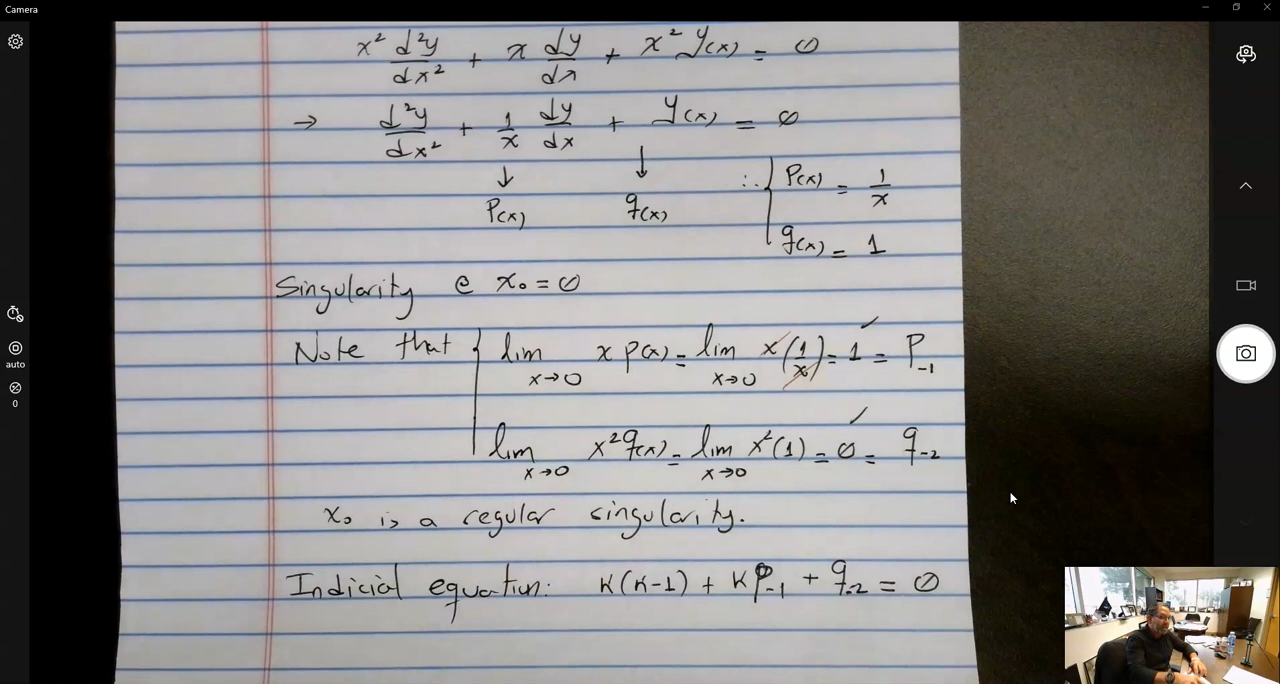 Camera
x² d²y/dx² + x dy/dx + x² y(x) = 0
→ d²y/dx² + 1/x dy/dx + y(x) = 0
↓ P(x) ↓ q(x) ∴ { P(x) = 1/x
q(x) = 1
Singularity @ x₀ = 0
Note that { lim x→0 x P(x) = lim x→0 x(1/x) = 1 = P₋₁
lim x→0 x² q(x) = lim x→0 x²(1) = 0 = q₋₂
x₀ is a regular singularity.
Indicial equation: K(K-1) + K P₋₁ + q₋₂ = 0
auto
0